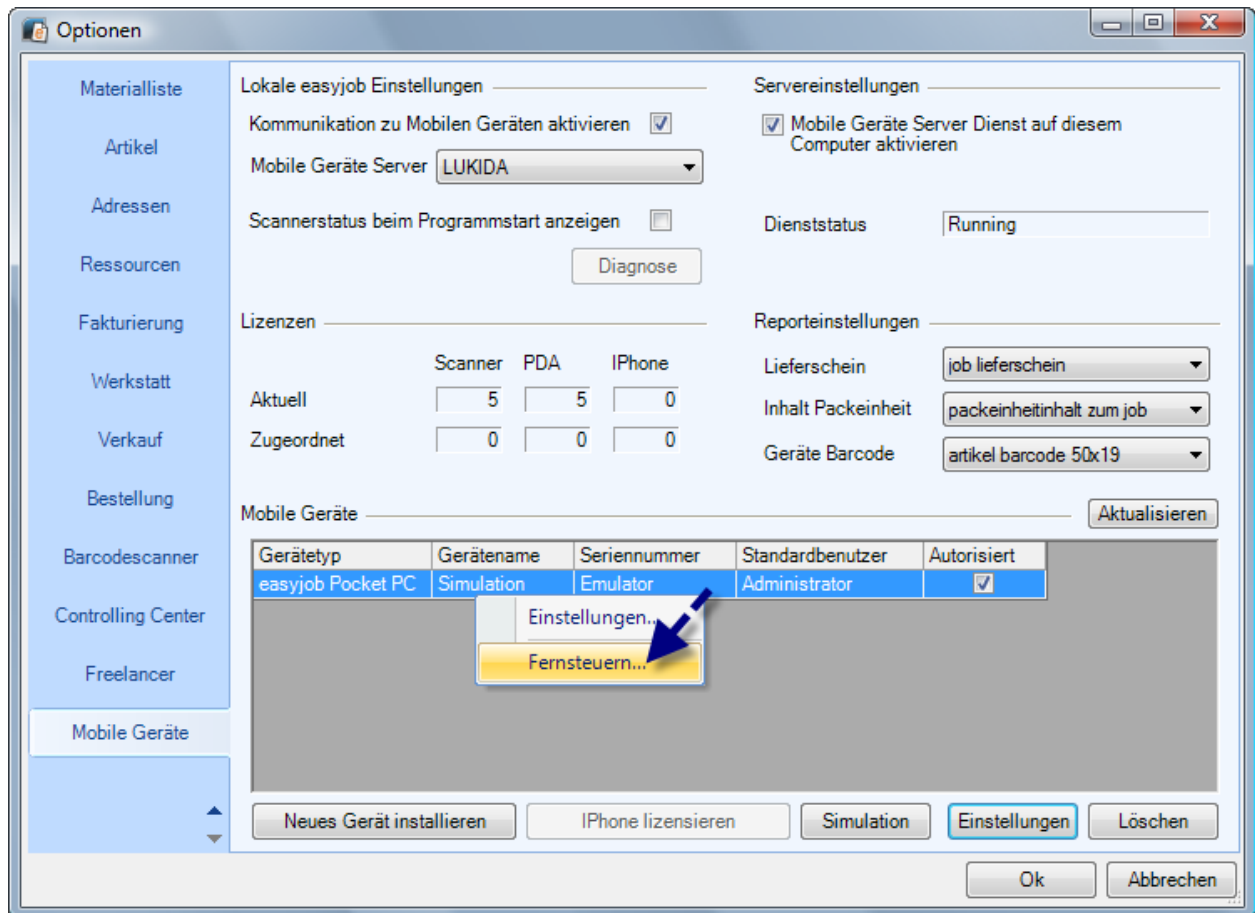 Optionen
Materialliste
Artikel
Adressen
Ressourcen
Fakturierung
Werkstatt
Verkauf
Bestellung
Barcodescanner
Controlling Center
Freelancer
Mobile Geräte
Lokale easyjob Einstellungen
Kommunikation zu Mobilen Geräten aktivieren
Mobile Geräte Server LUKIDA
Scannerstatus beim Programmstart anzeigen
Diagnose
Servereinstellungen
Mobile Geräte Server Dienst auf diesem
Computer aktivieren
Dienststatus Running
Lizenzen
Scanner PDA IPhone
Aktuell 5 5 0
Zugeordnet 0 0 0
Reporteinstellungen
Lieferschein job lieferschein
Inhalt Packeinheit packeinheitinhalt zum job
Geräte Barcode artikel barcode 50x19
Mobile Geräte Aktualisieren
Gerätetyp Gerätename Seriennummer Standardbenutzer Autorisiert
easyjob Pocket PC Simulation Emulator Administrator
Einstellungen...
Fernsteuern...
Neues Gerät installieren IPhone lizensieren Simulation Einstellungen Löschen
Ok Abbrechen